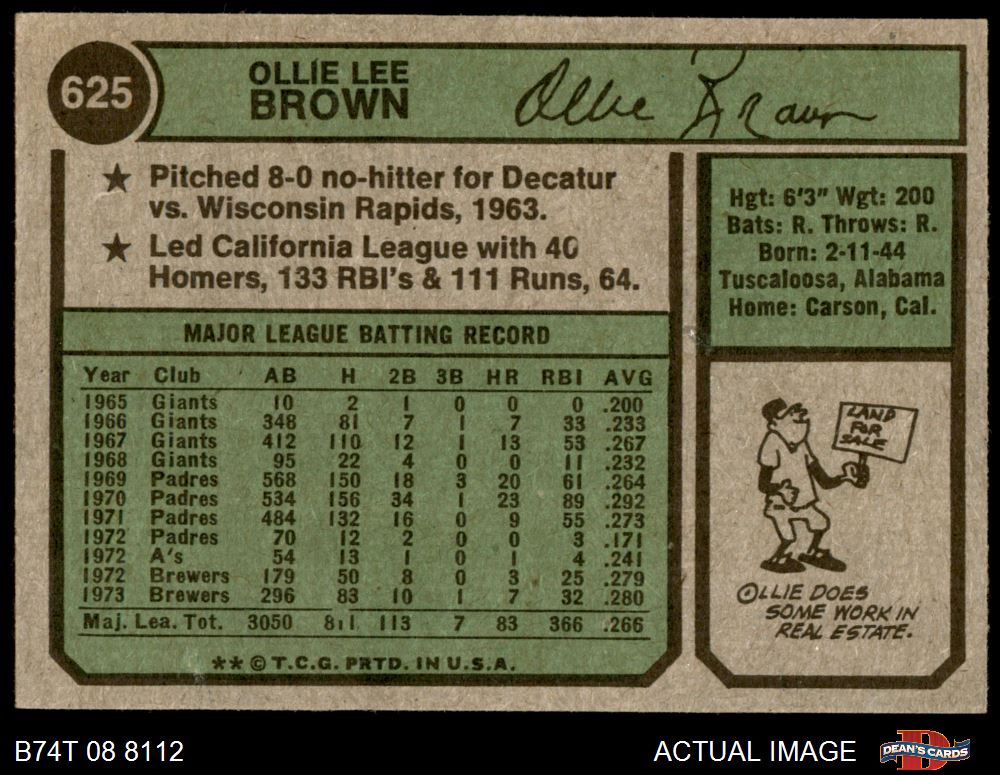 625
OLLIE LEE
BROWN
Ollie Brown
★ Pitched 8-0 no-hitter for Decatur
vs. Wisconsin Rapids, 1963.
★ Led California League with 40
Homers, 133 RBI's & 111 Runs, 64.
Hgt: 6'3" Wgt: 200
Bats: R. Throws: R.
Born: 2-11-44
Tuscaloosa, Alabama
Home: Carson, Cal.
MAJOR LEAGUE BATTING RECORD
Year Club AB H 2B 3B HR RBI AVG
1965 Giants 10 2 1 0 0 0 .200
1966 Giants 348 81 7 1 7 33 .233
1967 Giants 412 110 12 1 13 53 .267
1968 Giants 95 22 4 0 0 11 .232
1969 Padres 568 150 18 3 20 61 .264
1970 Padres 534 156 34 1 23 89 .292
1971 Padres 484 132 16 0 9 55 .273
1972 Padres 70 12 2 0 0 3 .171
1972 A's 54 13 1 0 1 4 .241
1972 Brewers 179 50 8 0 3 25 .279
1973 Brewers 296 83 10 1 7 32 .280
Maj. Lea. Tot. 3050 811 113 7 83 366 .266
** © T.C.G. PRTD. IN U.S.A.
LAND
FOR
SALE
OLLIE DOES
SOME WORK IN
REAL ESTATE.
B74T 08 8112
ACTUAL IMAGE
DEAN'S CARDS